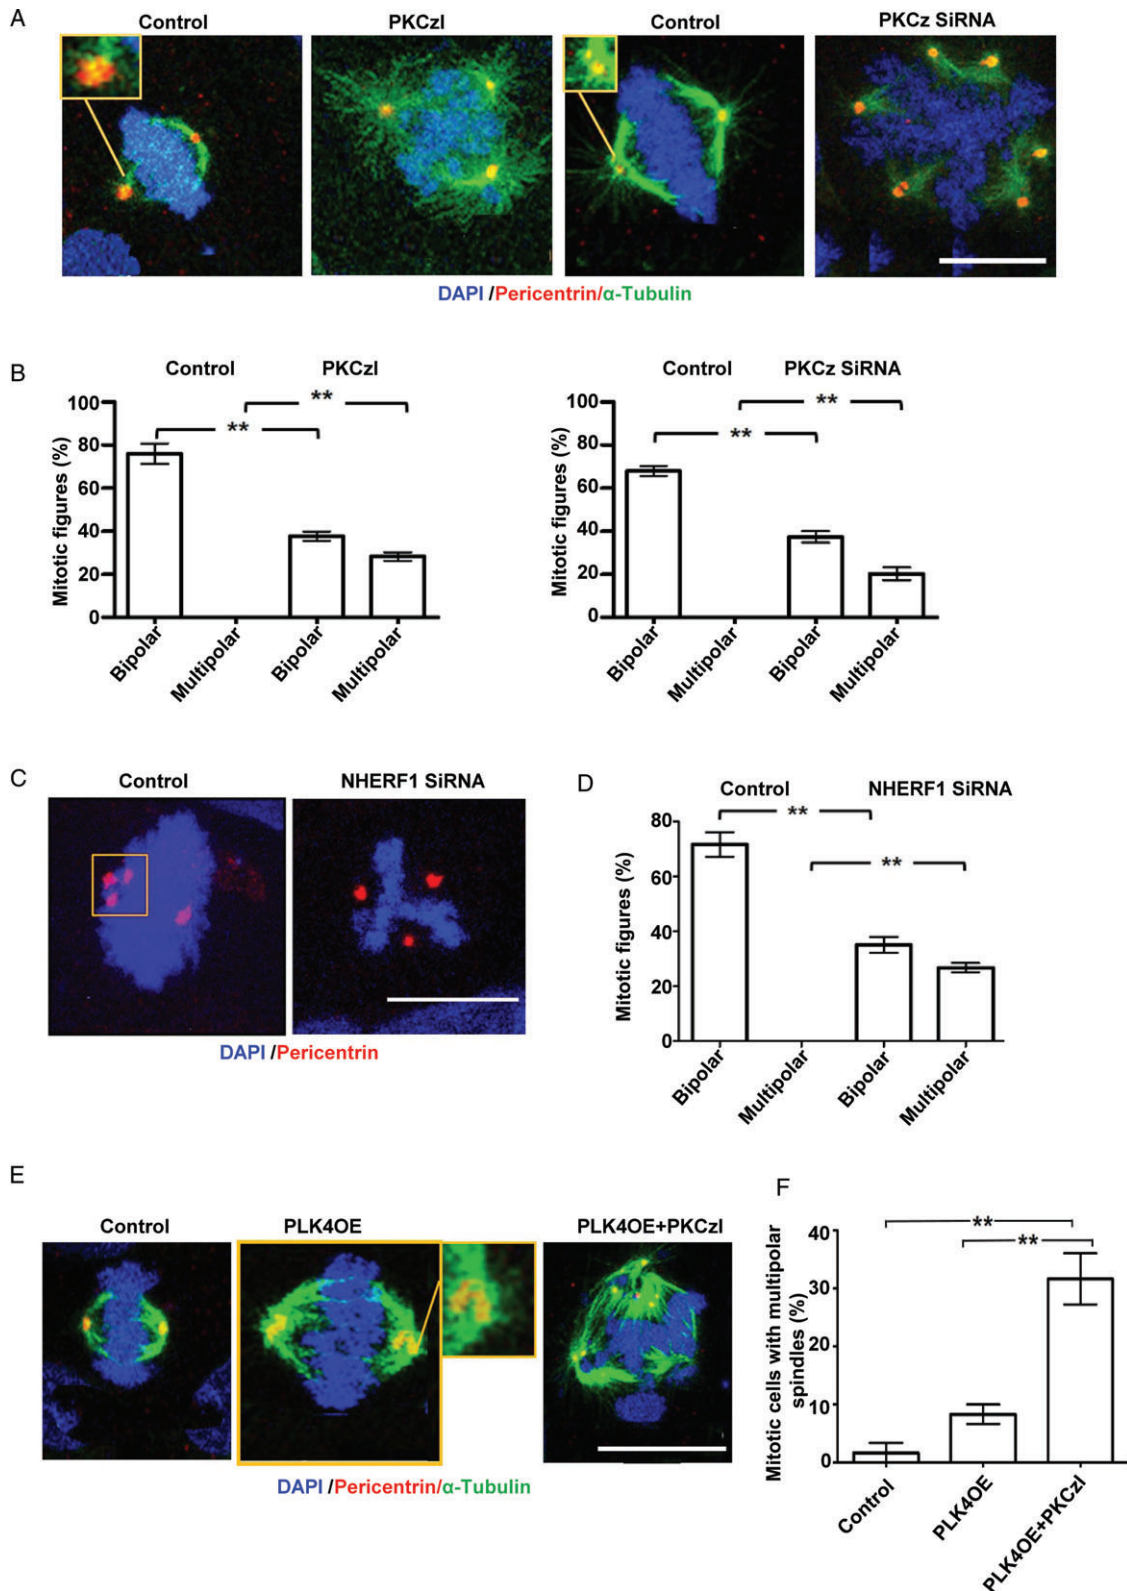 A
Control PKCzI Control PKCz SiRNA
DAPI /Pericentrin/α-Tubulin
B
Control PKCzI
Mitotic figures (%)
100
80
60
40
20
0
** **
Bipolar Multipolar Bipolar Multipolar
Control PKCz SiRNA
Mitotic figures (%)
100
80
60
40
20
0
** **
Bipolar Multipolar Bipolar Multipolar
C
Control NHERF1 SiRNA
DAPI /Pericentrin
D
Control NHERF1 SiRNA
Mitotic figures (%)
80
60
40
20
0
** **
Bipolar Multipolar Bipolar Multipolar
E
Control PLK4OE PLK4OE+PKCzI
DAPI /Pericentrin/α-Tubulin
F
Mitotic cells with multipolar
spindles (%)
40
30
20
10
0
**
**
Control PLK4OE PLK4OE+PKCzI